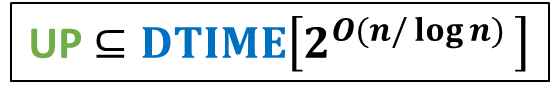 UP ⊆ DTIME[2^{O(n/ log n)} ]